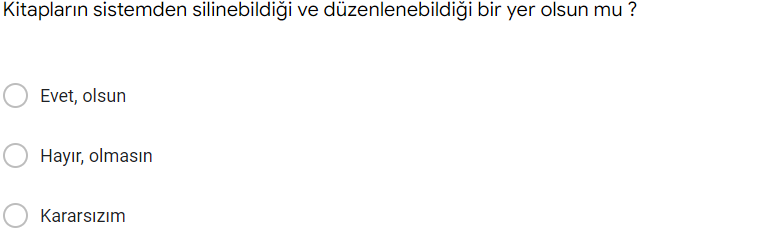 Kitapların sistemden silinebildiği ve düzenlenebildiği bir yer olsun mu ?
Evet, olsun
Hayır, olmasın
Kararsızım